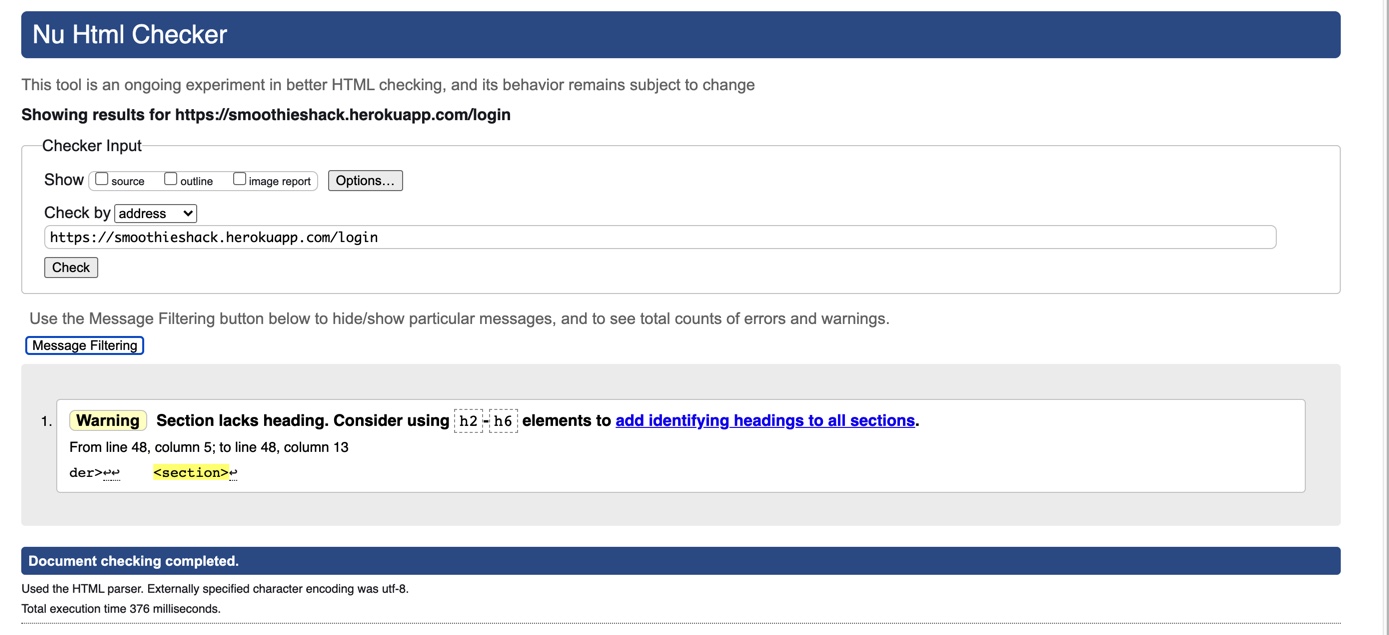 Nu Html Checker
This tool is an ongoing experiment in better HTML checking, and its behavior remains subject to change
Showing results for https://smoothieshack.herokuapp.com/login
Checker Input
Show source outline image report Options...
Check by address
https://smoothieshack.herokuapp.com/login
Check
Use the Message Filtering button below to hide/show particular messages, and to see total counts of errors and warnings.
Message Filtering
1. Warning Section lacks heading. Consider using h2-h6 elements to add identifying headings to all sections.
From line 48, column 5; to line 48, column 13
der>↩↩ <section>↩
Document checking completed.
Used the HTML parser. Externally specified character encoding was utf-8.
Total execution time 376 milliseconds.